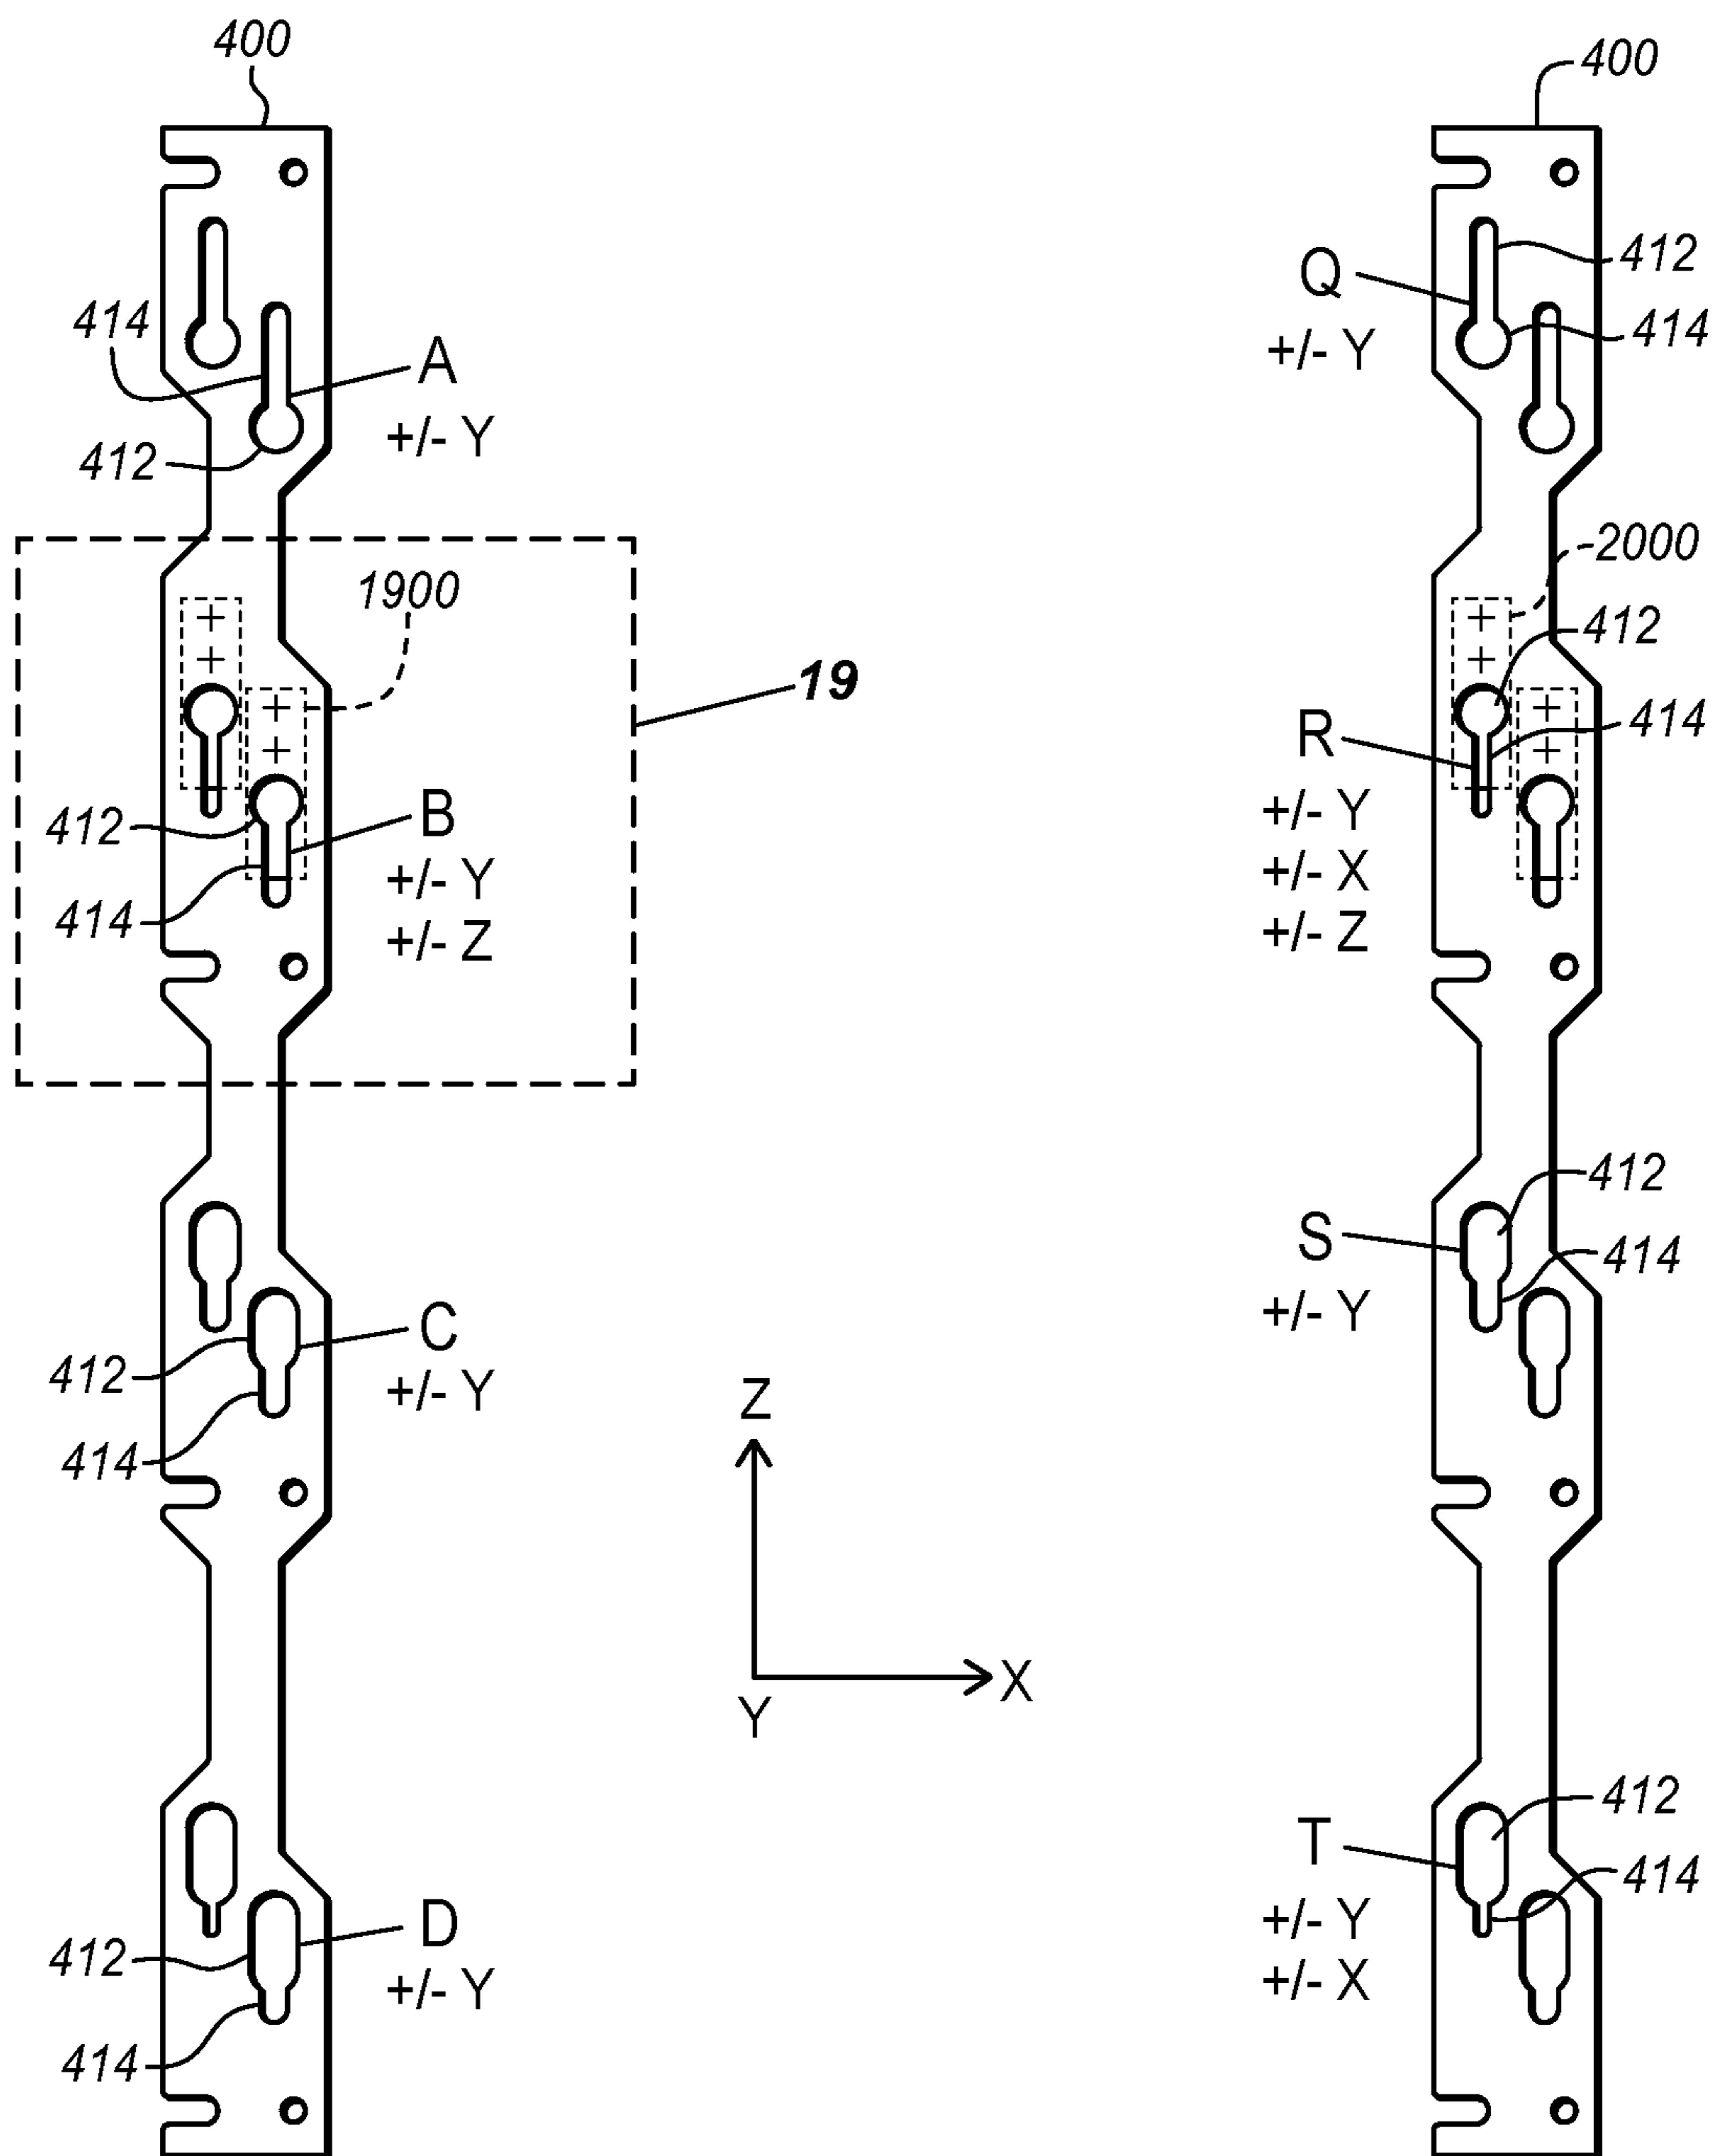 400
414
A
+/- Y
412
1900
19
412
B
+/- Y
414
+/- Z
412
C
+/- Y
414
D
412
+/- Y
414
Z
X
Y
400
412
Q
414
+/- Y
2000
412
R
414
+/- Y
+/- X
+/- Z
412
S
414
+/- Y
412
T
414
+/- Y
+/- X